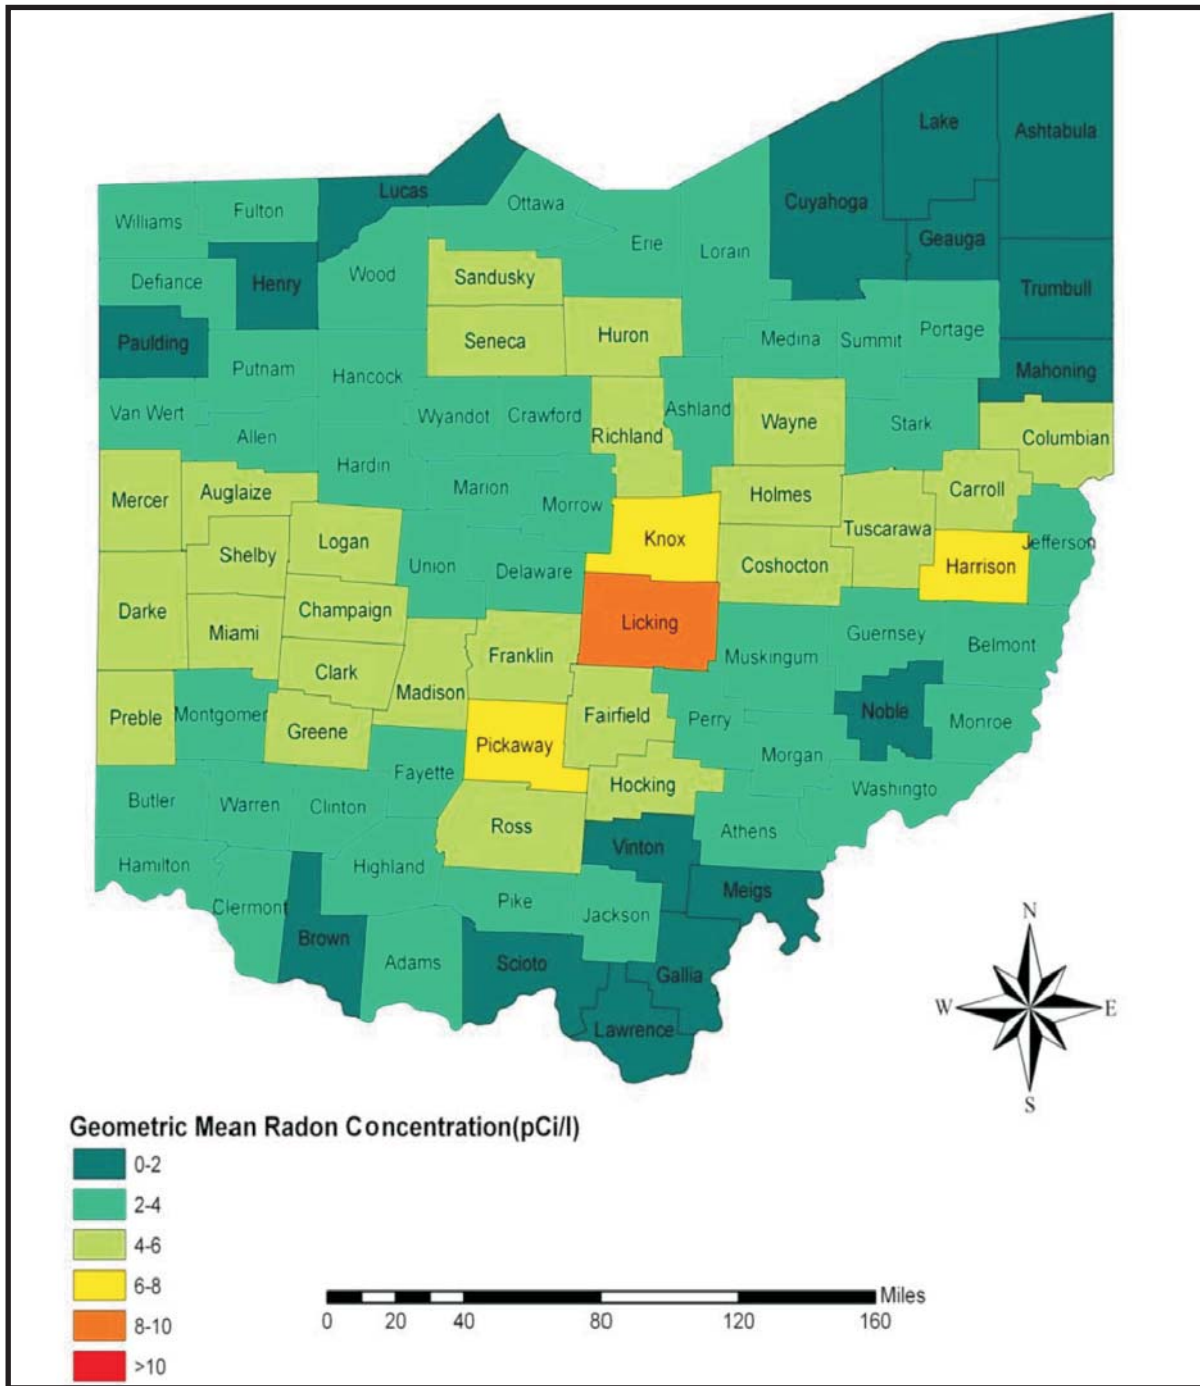 Lake
Ashtabula
Lucas
Cuyahoga
Ottawa
Fulton
Williams
Geauga
Erie
Lorain
Wood
Sandusky
Defiance
Henry
Trumbull
Huron
Portage
Medina
Summit
Seneca
Paulding
Putnam
Mahoning
Hancock
Ashland
Van Wert
Wyandot
Crawford
Wayne
Stark
Allen
Richland
Columbian
Hardin
Marion
Auglaize
Mercer
Morrow
Holmes
Carroll
Tuscarawa
Knox
Logan
Jefferson
Shelby
Union
Delaware
Coshocton
Harrison
Darke
Champaign
Licking
Miami
Guernsey
Belmont
Franklin
Muskingum
Clark
Madison
Preble
Montgomer
Fairfield
Perry
Noble
Monroe
Greene
Pickaway
Morgan
Fayette
Hocking
Washingto
Butler
Warren
Clinton
Ross
Athens
Vinton
Hamilton
Highland
Meigs
Clermont
Pike
Jackson
Brown
Adams
Scioto
Gallia
Lawrence
N
W
E
S
Geometric Mean Radon Concentration(pCi/l)
0-2
2-4
4-6
6-8
8-10
>10
Miles
0 20 40 80 120 160